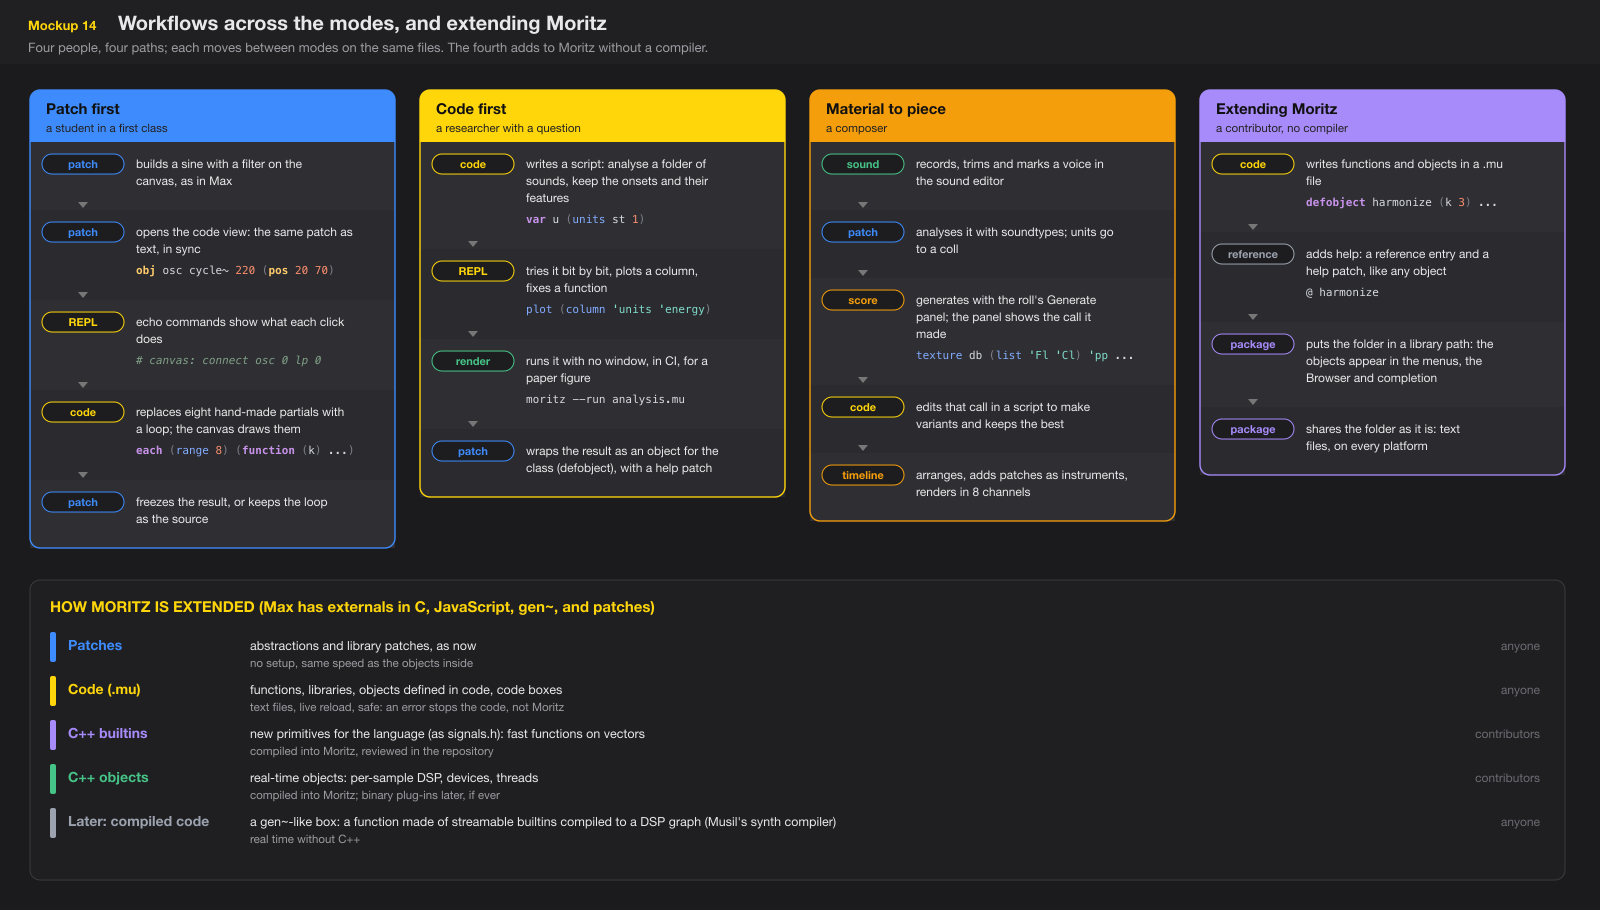 Mockup 14 Workflows across the modes, and extending Moritz
Four people, four paths; each moves between modes on the same files. The fourth adds to Moritz without a compiler.
Patch first
a student in a first class
patch
builds a sine with a filter on the
canvas, as in Max
patch
opens the code view: the same patch as
text, in sync
obj osc cycle~ 220 (pos 20 70)
REPL
echo commands show what each click
does
# canvas: connect osc 0 lp 0
code
replaces eight hand-made partials with
a loop; the canvas draws them
each (range 8) (function (k) ...)
patch
freezes the result, or keeps the loop
as the source
Code first
a researcher with a question
code
writes a script: analyse a folder of
sounds, keep the onsets and their
features
var u (units st 1)
REPL
tries it bit by bit, plots a column,
fixes a function
plot (column 'units 'energy)
render
runs it with no window, in CI, for a
paper figure
moritz --run analysis.mu
patch
wraps the result as an object for the
class (defobject), with a help patch
Material to piece
a composer
sound
records, trims and marks a voice in
the sound editor
patch
analyses it with soundtypes; units go
to a coll
score
generates with the roll's Generate
panel; the panel shows the call it
made
texture db (list 'Fl 'Cl) 'pp ...
code
edits that call in a script to make
variants and keeps the best
timeline
arranges, adds patches as instruments,
renders in 8 channels
Extending Moritz
a contributor, no compiler
code
writes functions and objects in a .mu
file
defobject harmonize (k 3) ...
reference
adds help: a reference entry and a
help patch, like any object
@ harmonize
package
puts the folder in a library path: the
objects appear in the menus, the
Browser and completion
package
shares the folder as it is: text
files, on every platform
HOW MORITZ IS EXTENDED (Max has externals in C, JavaScript, gen~, and patches)
Patches
abstractions and library patches, as now
anyone
no setup, same speed as the objects inside
Code (.mu)
functions, libraries, objects defined in code, code boxes
anyone
text files, live reload, safe: an error stops the code, not Moritz
C++ builtins
new primitives for the language (as signals.h): fast functions on vectors
contributors
compiled into Moritz, reviewed in the repository
C++ objects
real-time objects: per-sample DSP, devices, threads
contributors
compiled into Moritz; binary plug-ins later, if ever
Later: compiled code
a gen~-like box: a function made of streamable builtins compiled to a DSP graph (Musil's synth compiler)
anyone
real time without C++